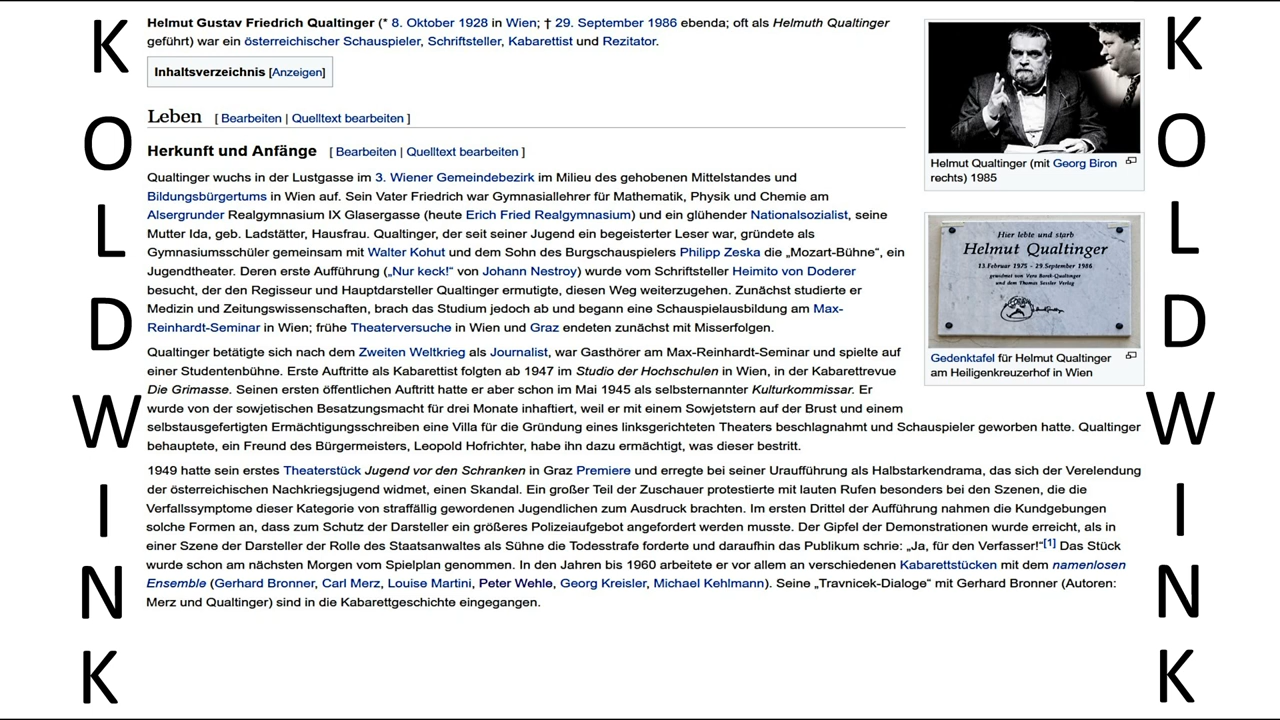 Helmut Gustav Friedrich Qualtinger (* 8. Oktober 1928 in Wien; † 29. September 1986 ebenda; oft als Helmuth Qualtinger
geführt) war ein österreichischer Schauspieler, Schriftsteller, Kabarettist und Rezitator.
Inhaltsverzeichnis [Anzeigen]
Leben [ Bearbeiten | Quelltext bearbeiten ]
Herkunft und Anfänge [ Bearbeiten | Quelltext bearbeiten ]
Qualtinger wuchs in der Lustgasse im 3. Wiener Gemeindebezirk im Milieu des gehobenen Mittelstandes und
Bildungsbürgertums in Wien auf. Sein Vater Friedrich war Gymnasiallehrer für Mathematik, Physik und Chemie am
Alsergrunder Realgymnasium IX Glasergasse (heute Erich Fried Realgymnasium) und ein glühender Nationalsozialist, seine
Mutter Ida, geb. Ladstätter, Hausfrau. Qualtinger, der seit seiner Jugend ein begeisterter Leser war, gründete als
Gymnasiumsschüler gemeinsam mit Walter Kohut und dem Sohn des Burgschauspielers Philipp Zeska die „Mozart-Bühne“, ein
Jugendtheater. Deren erste Aufführung („Nur keck!“ von Johann Nestroy) wurde vom Schriftsteller Heimito von Doderer
besucht, der den Regisseur und Hauptdarsteller Qualtinger ermutigte, diesen Weg weiterzugehen. Zunächst studierte er
Medizin und Zeitungswissenschaften, brach das Studium jedoch ab und begann eine Schauspielausbildung am Max-
Reinhardt-Seminar in Wien; frühe Theaterversuche in Wien und Graz endeten zunächst mit Misserfolgen.
Qualtinger betätigte sich nach dem Zweiten Weltkrieg als Journalist, war Gasthörer am Max-Reinhardt-Seminar und spielte auf
einer Studentenbühne. Erste Auftritte als Kabarettist folgten ab 1947 im Studio der Hochschulen in Wien, in der Kabarettrevue
Die Grimasse. Seinen ersten öffentlichen Auftritt hatte er aber schon im Mai 1945 als selbsternannter Kulturkommissar. Er
wurde von der sowjetischen Besatzungsmacht für drei Monate inhaftiert, weil er mit einem Sowjetstern auf der Brust und einem
selbstausgefertigten Ermächtigungsschreiben eine Villa für die Gründung eines linksgerichteten Theaters beschlagnahmt und Schauspieler geworben hatte. Qualtinger
behauptete, ein Freund des Bürgermeisters, Leopold Hofrichter, habe ihn dazu ermächtigt, was dieser bestritt.
1949 hatte sein erstes Theaterstück Jugend vor den Schranken in Graz Premiere und erregte bei seiner Uraufführung als Halbstarkendrama, das sich der Verelendung
der österreichischen Nachkriegsjugend widmet, einen Skandal. Ein großer Teil der Zuschauer protestierte mit lauten Rufen besonders bei den Szenen, die die
Verfallssymptome dieser Kategorie von straffällig gewordenen Jugendlichen zum Ausdruck brachten. Im ersten Drittel der Aufführung nahmen die Kundgebungen
solche Formen an, dass zum Schutz der Darsteller ein größeres Polizeiaufgebot angefordert werden musste. Der Gipfel der Demonstrationen wurde erreicht, als in
einer Szene der Darsteller der Rolle des Staatsanwaltes als Sühne die Todesstrafe forderte und daraufhin das Publikum schrie: „Ja, für den Verfasser!“[1] Das Stück
wurde schon am nächsten Morgen vom Spielplan genommen. In den Jahren bis 1960 arbeitete er vor allem an verschiedenen Kabarettstücken mit dem namenlosen
Ensemble (Gerhard Bronner, Carl Merz, Louise Martini, Peter Wehle, Georg Kreisler, Michael Kehlmann). Seine „Travnicek-Dialoge“ mit Gerhard Bronner (Autoren:
Merz und Qualtinger) sind in die Kabarettgeschichte eingegangen.
Helmut Qualtinger (mit Georg Biron
rechts) 1985
Hier lebte und starb
Helmut Qualtinger
13. Februar 1975 - 29. September 1986
gewidmet von Vera Borek-Qualtinger
und dem Thomas Sessler Verlag
Gedenktafel für Helmut Qualtinger
am Heiligenkreuzerhof in Wien
K
O
L
D
W
I
N
K
K
O
L
D
W
I
N
K